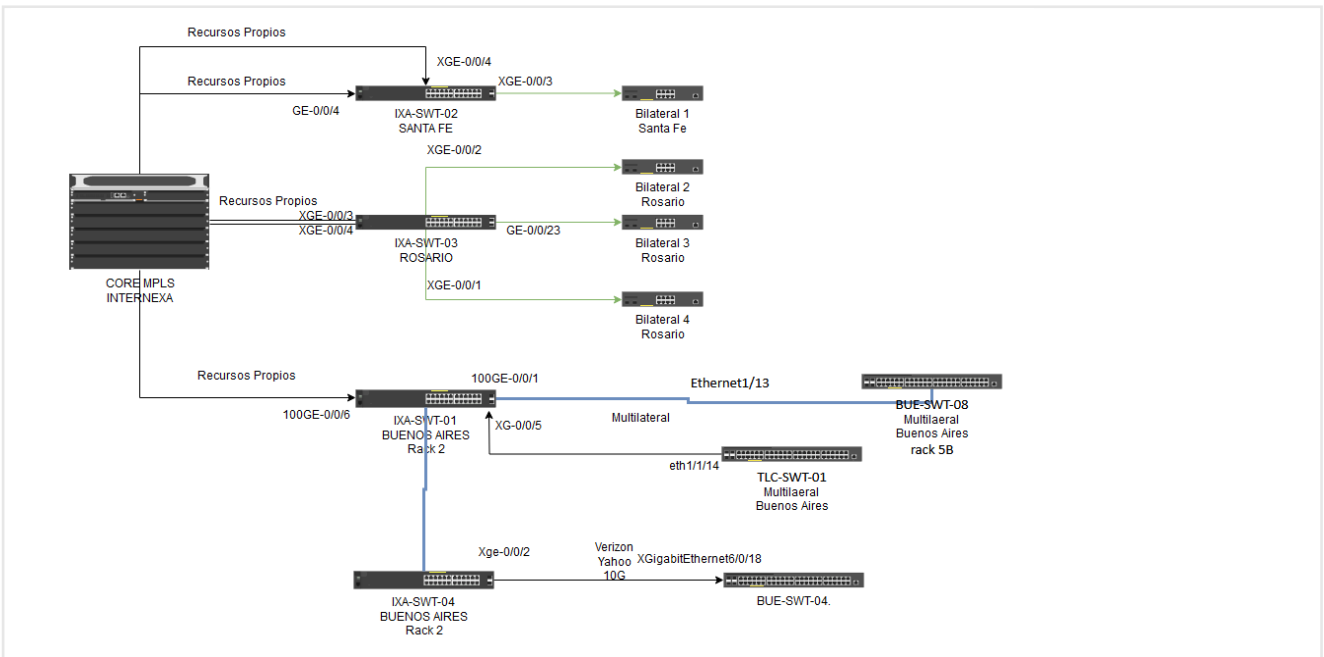 Recursos Propios
XGE-0/0/4
Recursos Propios
XGE-0/0/3
GE-0/0/4
IXA-SWT-02
SANTA FE
Bilateral 1
Santa Fe
XGE-0/0/2
Bilateral 2
Rosario
Recursos Propios
XGE-0/0/3
XGE-0/0/4
GE-0/0/23
IXA-SWT-03
ROSARIO
Bilateral 3
Rosario
CORE MPLS
INTERNEXA
XGE-0/0/1
Bilateral 4
Rosario
Recursos Propios
100GE-0/0/1
Ethernet1/13
100GE-0/0/6
IXA-SWT-01
BUENOS AIRES
Rack 2
XG-0/0/5
Multilateral
BUE-SWT-08
Multilaeral
Buenos Aires
rack 5B
eth1/1/14
TLC-SWT-01
Multilaeral
Buenos Aires
Xge-0/0/2
Verizon
Yahoo
10G
XGigabitEthernet6/0/18
IXA-SWT-04
BUENOS AIRES
Rack 2
BUE-SWT-04.